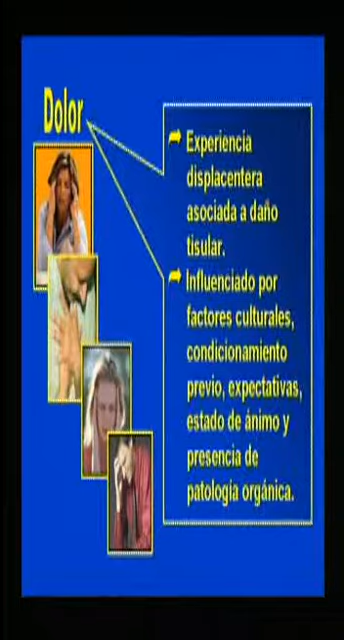 Dolor
Experiencia
displacentera
asociada a daño
tisular.
Influenciado por
factores culturales,
condicionamiento
previo, expectativas,
estado de ánimo y
presencia de
patología orgánica.